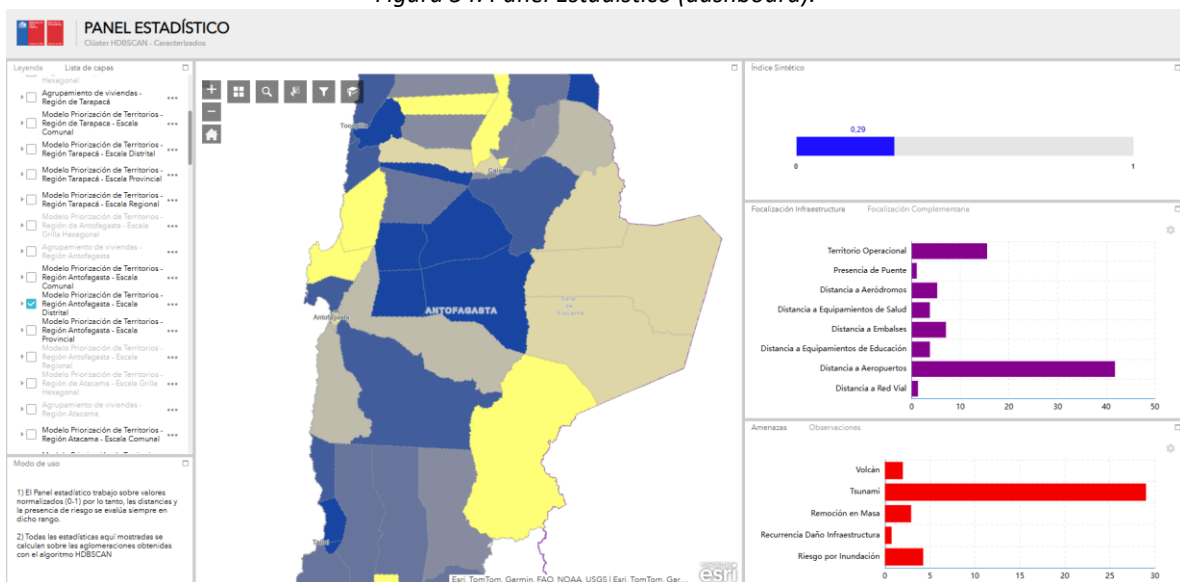 Figura 34. Panel Estadístico (dashboard).
PANEL ESTADÍSTICO
Clúster HDBSCAN - Caracterizados
Leyenda
Lista de capas
Hexagonal
Agrupamiento de viviendas -
Región de Tarapacá
Modelo Priorización de Territorios -
Región de Tarapaca - Escala
Comunal
Modelo Priorización de Territorios -
Región Tarapacá - Escala Distrital
Modelo Priorización de Territorios -
Región Tarapacá - Escala Provincial
Modelo Priorización de Territorios -
Región Tarapacá - Escala Regional
Modelo Priorización de Territorios -
Región de Antofagasta - Escala
Grilla Hexagonal
Agrupamiento de viviendas -
Región Antofagasta
Modelo Priorización de Territorios -
Región Antofagasta - Escala
Comunal
Modelo Priorización de Territorios -
Región Antofagasta - Escala
Distrital
Modelo Priorización de Territorios -
Región Antofagasta - Escala
Provincial
Modelo Priorización de Territorios -
Región Antofagasta - Escala
Regional
Modelo Priorización de Territorios -
Región de Atacama - Escala Grilla
Hexagonal
Agrupamiento de viviendas -
Región Atacama
Modelo Priorización de Territorios -
Región Atacama - Escala Comunal
Modo de uso
1) El Panel estadístico trabajo sobre valores
normalizados (0-1) por lo tanto, las distancias y
la presencia de riesgo se evalúa siempre en
dicho rango.
2) Todas las estadísticas aquí mostradas se
calculan sobre las aglomeraciones obtenidas
con el algoritmo HDBSCAN
Tocopilla
Calama
Antofagasta
ANTOFAGASTA
San Pedro
de
Atacama
Taltal
Esri, TomTom, Garmin, FAO, NOAA, USGS | Esri, TomTom, Gar...
esri
Índice Sintético
0,29
0
1
Focalización Infraestructura
Focalización Complementaria
Territorio Operacional
Presencia de Puente
Distancia a Aeródromos
Distancia a Equipamientos de Salud
Distancia a Embalses
Distancia a Equipamientos de Educación
Distancia a Aeropuertos
Distancia a Red Vial
0 10 20 30 40 50
Amenazas
Observaciones
Volcán
Tsunami
Remoción en Masa
Recurrencia Daño Infraestructura
Riesgo por Inundación
0 5 10 15 20 25 30